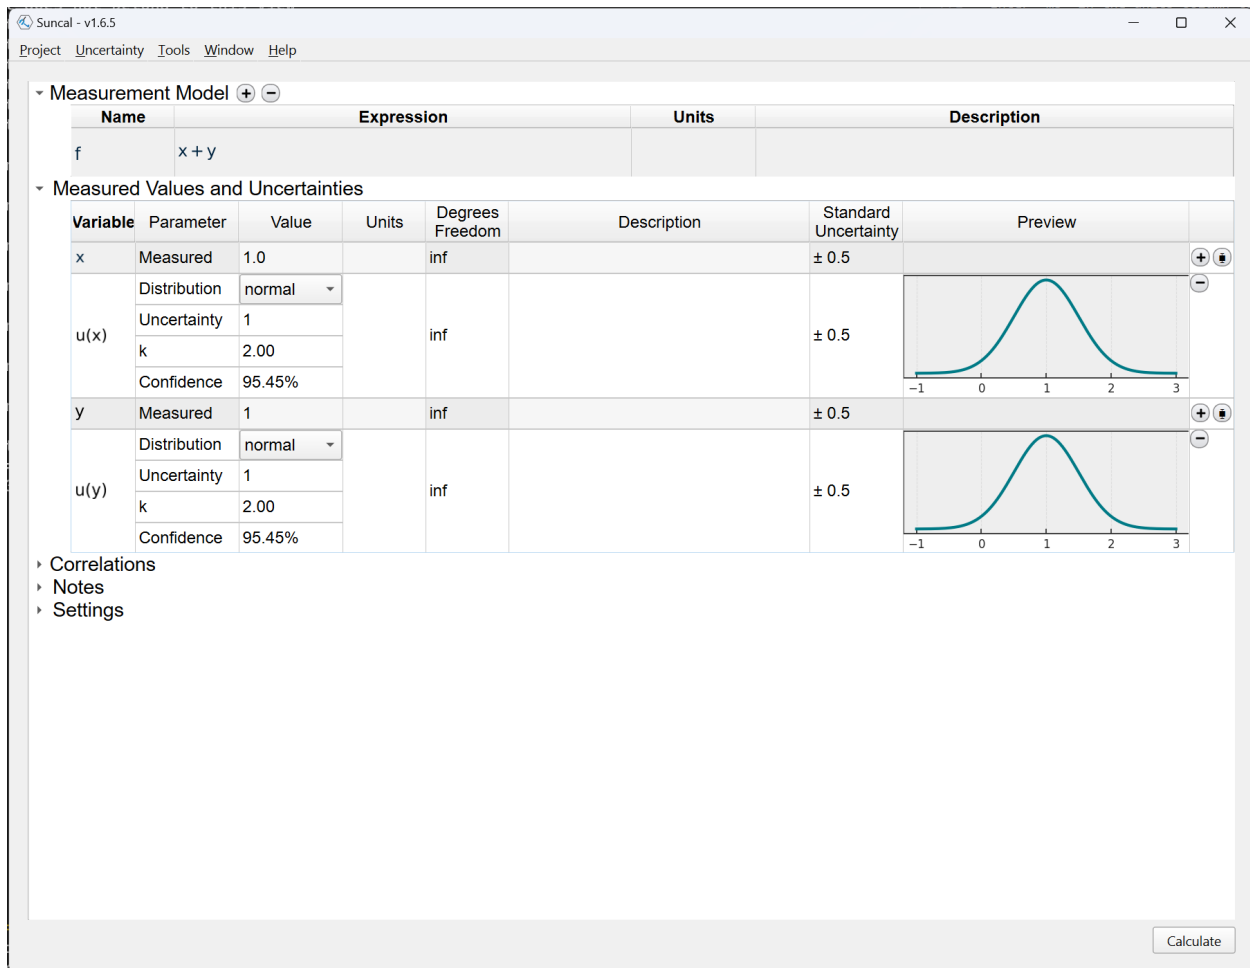 Suncal - v1.6.5
Project Uncertainty Tools Window Help
Measurement Model
Name Expression Units Description
f x + y
Measured Values and Uncertainties
Variable Parameter Value Units Degrees Freedom Description Standard Uncertainty Preview
x Measured 1.0 inf ± 0.5
u(x) inf ± 0.5
Distribution normal
Uncertainty 1
k 2.00
Confidence 95.45%
−1 0 1 2 3
y Measured 1 inf ± 0.5
u(y) inf ± 0.5
Distribution normal
Uncertainty 1
k 2.00
Confidence 95.45%
−1 0 1 2 3
Correlations
Notes
Settings
Calculate